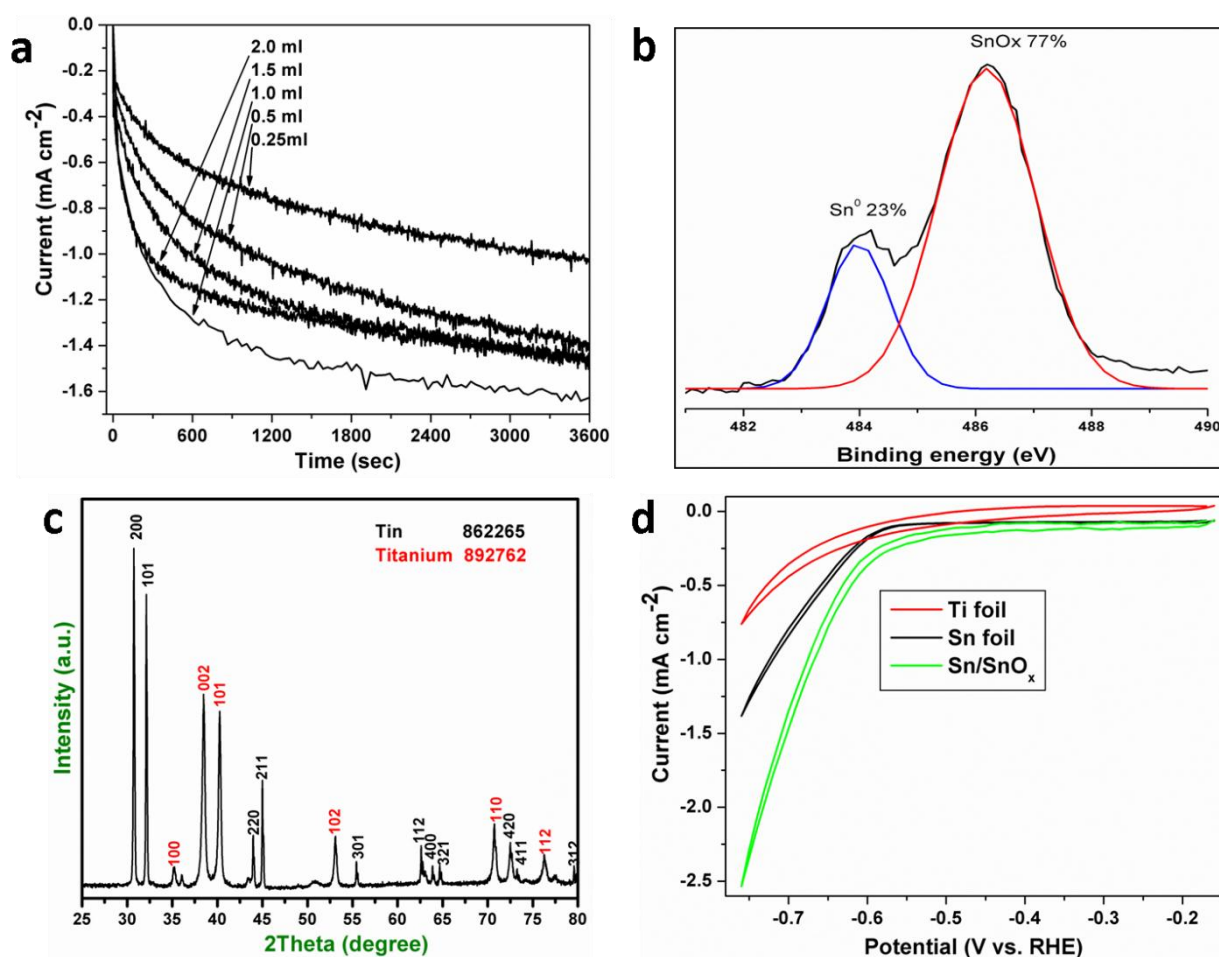 a
0.0
-0.2
-0.4
-0.6
-0.8
-1.0
-1.2
-1.4
-1.6
Current (mA cm⁻²)
2.0 ml
1.5 ml
1.0 ml
0.5 ml
0.25ml
0 600 1200 1800 2400 3000 3600
Time (sec)
b
SnOx 77%
Sn⁰ 23%
482 484 486 488 490
Binding energy (eV)
c
Tin 862265
Titanium 892762
200
101
100
002
101
220
211
102
301
112
400
321
110
420
411
112
312
Intensity (a.u.)
25 30 35 40 45 50 55 60 65 70 75 80
2Theta (degree)
d
0.0
-0.5
-1.0
-1.5
-2.0
-2.5
Current (mA cm⁻²)
Ti foil
Sn foil
Sn/SnOₓ
-0.7 -0.6 -0.5 -0.4 -0.3 -0.2
Potential (V vs. RHE)